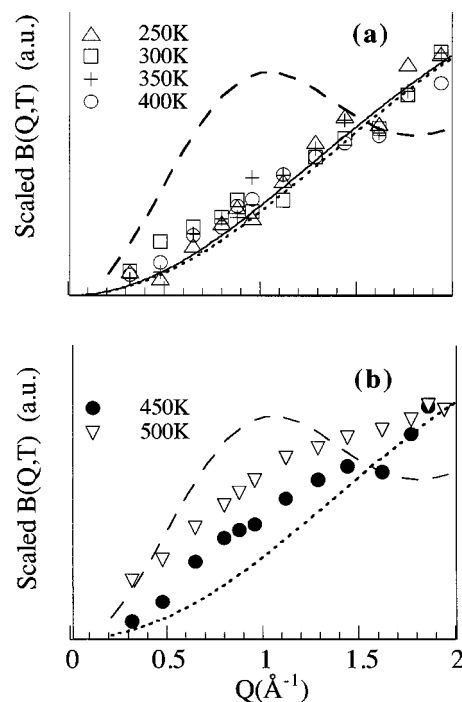 (a)
250K
300K
350K
400K
Scaled B(Q,T) (a.u.)
(b)
450K
500K
Scaled B(Q,T) (a.u.)
0 0.5 1 1.5 2
Q(Å⁻¹)